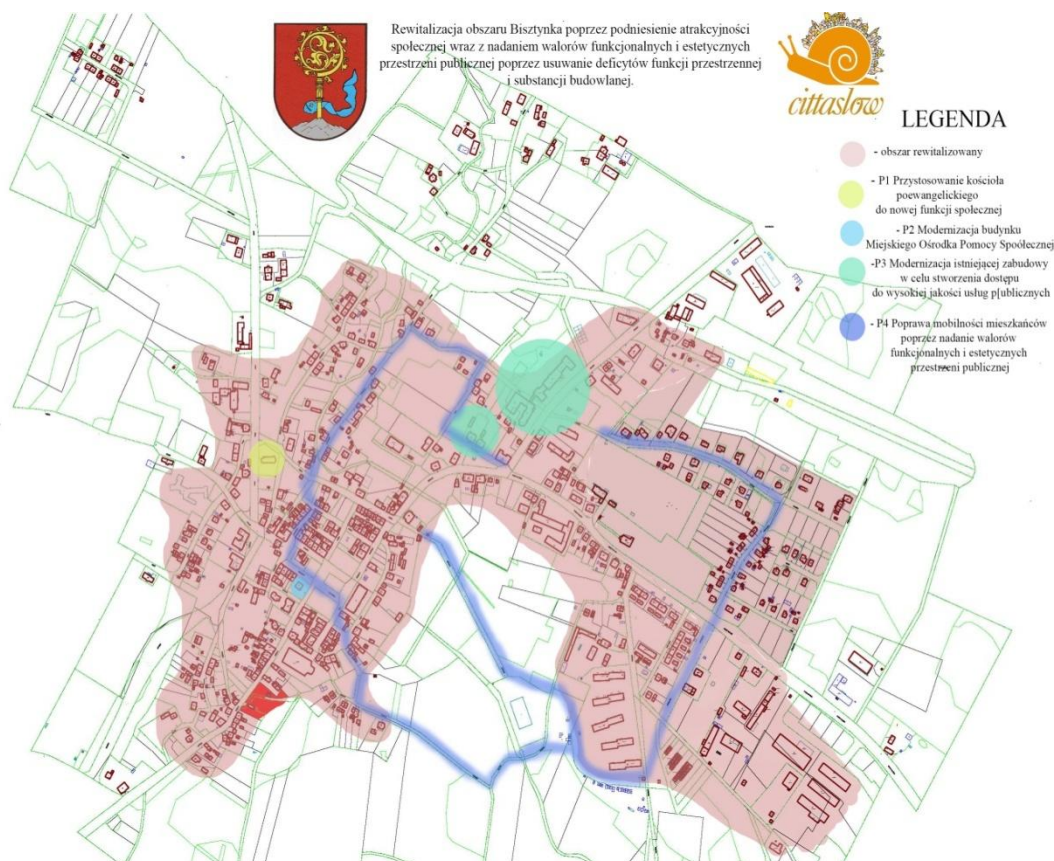 Rewitalizacja obszaru Bisztynka poprzez podniesienie atrakcyjności
społecznej wraz z nadaniem walorów funkcjonalnych i estetycznych
przestrzeni publicznej poprzez usuwanie deficytów funkcji przestrzennej
i substancji budowlanej.
cittaslow
LEGENDA
- obszar rewitalizowany
- P1 Przystosowanie kościoła
poewangelickiego
do nowej funkcji społecznej
- P2 Modernizacja budynku
Miejskiego Ośrodka Pomocy Spoółecznej
-P3 Modernizacja istniejącej zabudowy
w celu stworzenia dostępu
do wysokiej jakości usług p[ublicznych
- P4 Poprawa mobilności mieszkańców
poprzez nadanie walorów
funkcjonalnych i estetycznych
przestrzeni publicznej